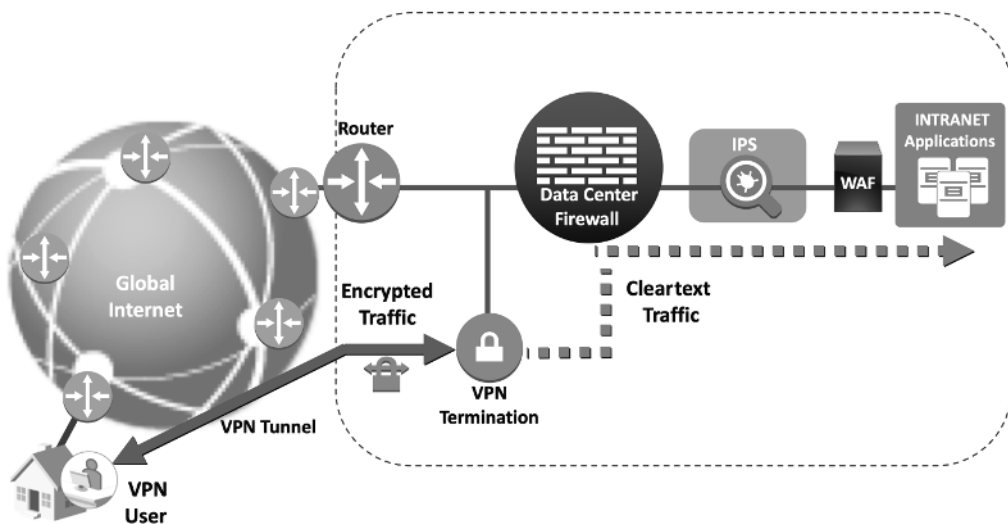 Router
Data Center
Firewall
IPS
WAF
INTRANET
Applications
Global
Internet
Encrypted
Traffic
Cleartext
Traffic
VPN
Termination
VPN Tunnel
VPN
User